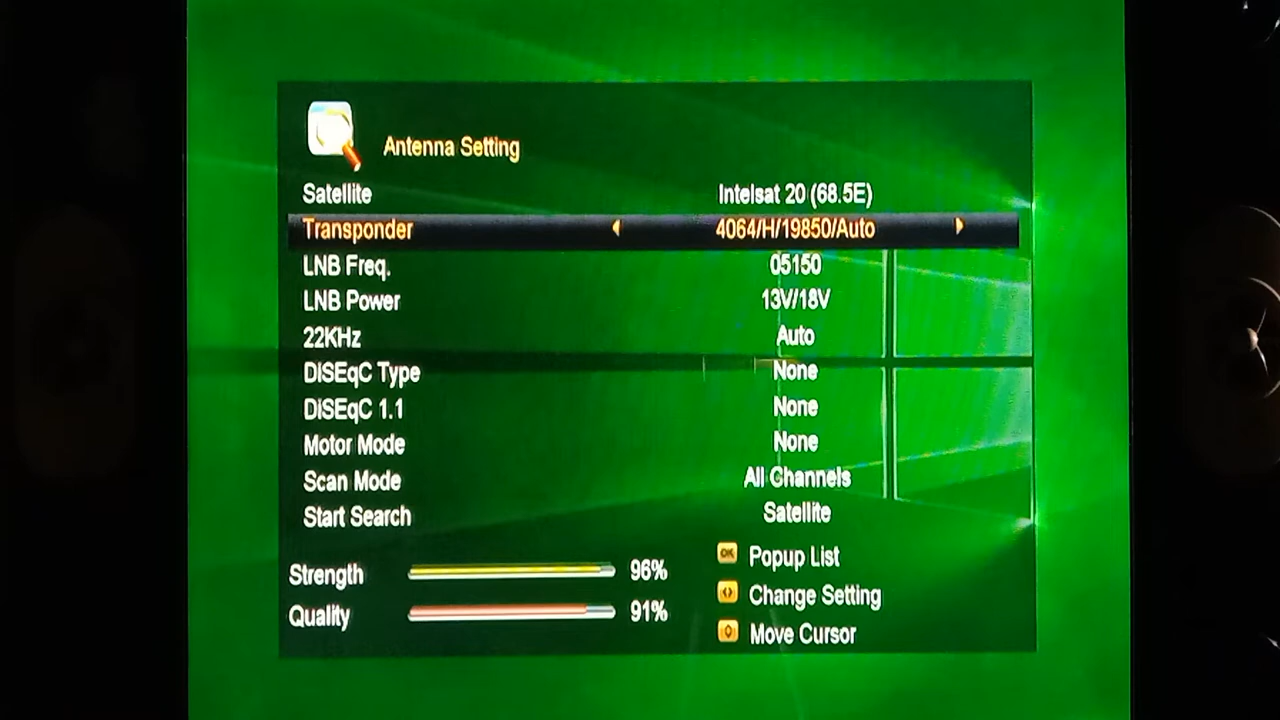 Antenna Setting
Satellite Intelsat 20 (68.5E)
Transponder 4064/H/19850/Auto
LNB Freq. 05150
LNB Power 13V/18V
22KHz Auto
DiSEqC Type None
DiSEqC 1.1 None
Motor Mode None
Scan Mode All Channels
Start Search Satellite
Strength 96%
Quality 91%
OK Popup List
Change Setting
Move Cursor